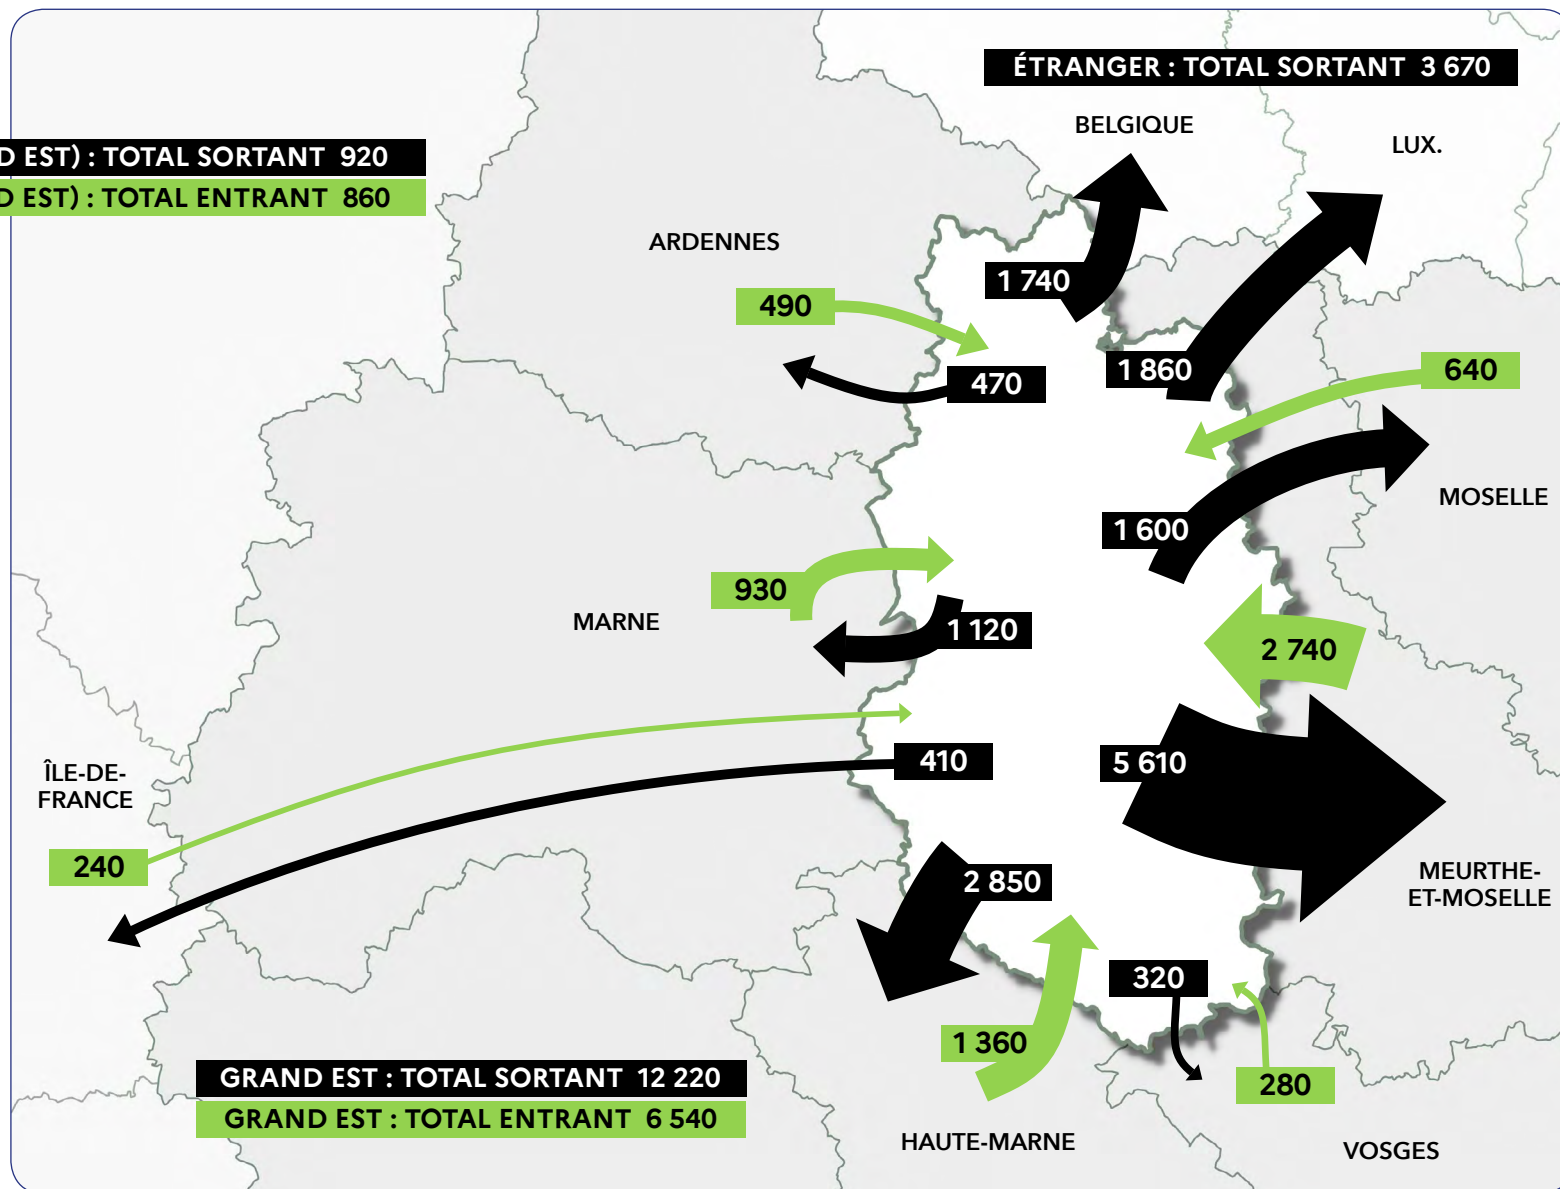 ÉTRANGER : TOTAL SORTANT 3 670
BELGIQUE
LUX.
D EST) : TOTAL SORTANT 920
D EST) : TOTAL ENTRANT 860
ARDENNES
1 740
490
470
1 860
640
MOSELLE
1 600
930
MARNE
1 120
2 740
410
5 610
ÎLE-DE-
FRANCE
240
2 850
MEURTHE-
ET-MOSELLE
320
1 360
280
GRAND EST : TOTAL SORTANT 12 220
GRAND EST : TOTAL ENTRANT 6 540
HAUTE-MARNE
VOSGES